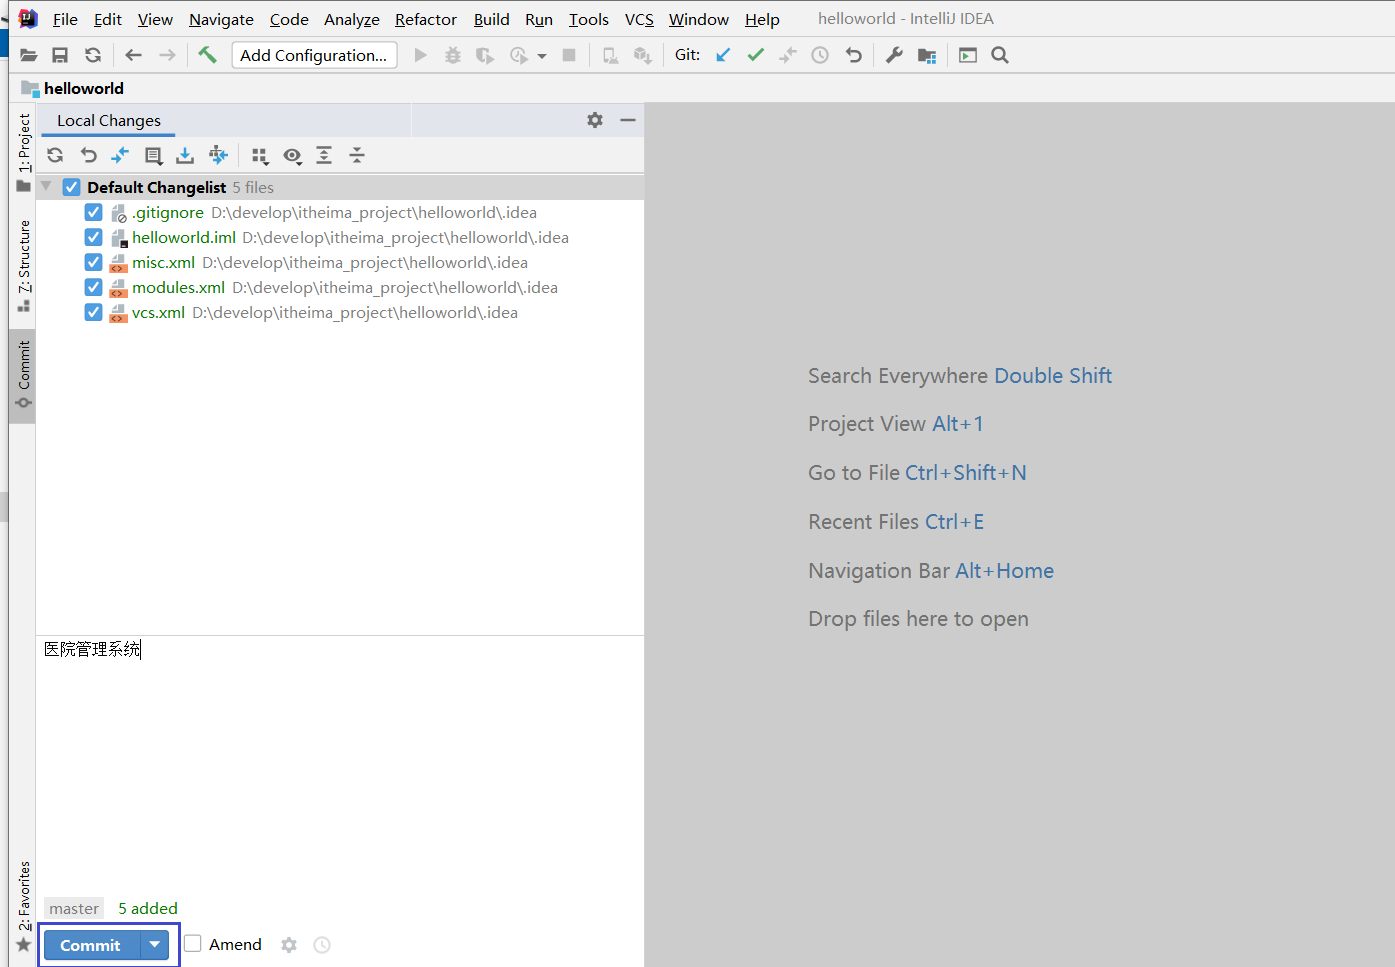 File Edit View Navigate Code Analyze Refactor Build Run Tools VCS Window Help helloworld - IntelliJ IDEA
Add Configuration... Git:
helloworld
1: Project
Z: Structure
Commit
2: Favorites
Local Changes
Default Changelist 5 files
.gitignore D:\develop\itheima_project\helloworld\.idea
helloworld.iml D:\develop\itheima_project\helloworld\.idea
misc.xml D:\develop\itheima_project\helloworld\.idea
modules.xml D:\develop\itheima_project\helloworld\.idea
vcs.xml D:\develop\itheima_project\helloworld\.idea
医院管理系统
master 5 added
Commit Amend
Search Everywhere Double Shift
Project View Alt+1
Go to File Ctrl+Shift+N
Recent Files Ctrl+E
Navigation Bar Alt+Home
Drop files here to open